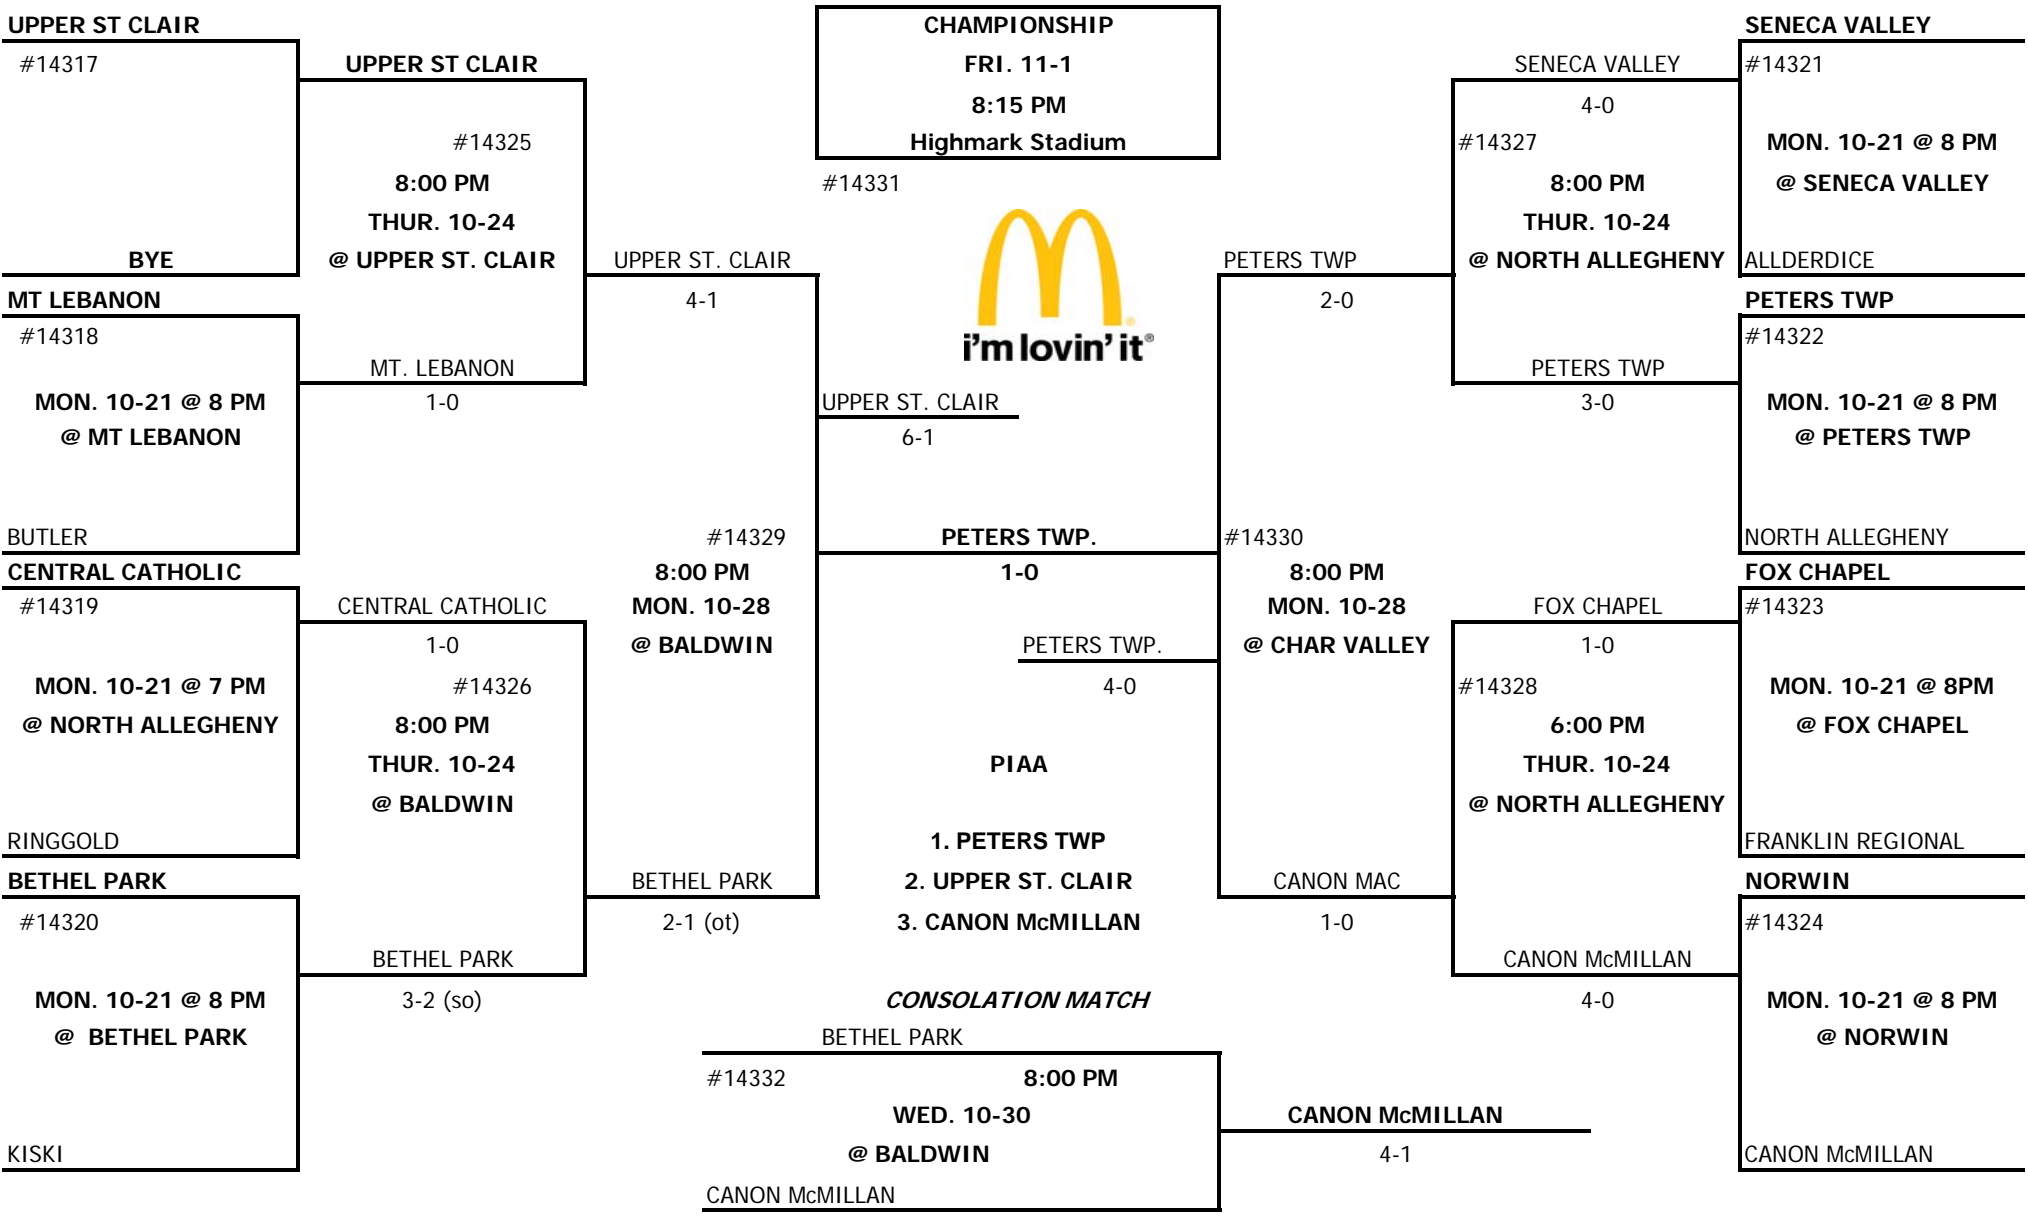 UPPER ST CLAIR
#14317
BYE
MT LEBANON
#14318
MON. 10-21 @ 8 PM
@ MT LEBANON
BUTLER
CENTRAL CATHOLIC
#14319
MON. 10-21 @ 7 PM
@ NORTH ALLEGHENY
RINGGOLD
BETHEL PARK
#14320
MON. 10-21 @ 8 PM
@ BETHEL PARK
KISKI
UPPER ST CLAIR
#14325
8:00 PM
THUR. 10-24
@ UPPER ST. CLAIR
MT. LEBANON
1-0
CENTRAL CATHOLIC
1-0
#14326
8:00 PM
THUR. 10-24
@ BALDWIN
BETHEL PARK
3-2 (so)
UPPER ST. CLAIR
4-1
#14329
8:00 PM
MON. 10-28
@ BALDWIN
BETHEL PARK
2-1 (ot)
CHAMPIONSHIP
FRI. 11-1
8:15 PM
Highmark Stadium
#14331
i'm lovin' it®
UPPER ST. CLAIR
6-1
PETERS TWP.
1-0
PETERS TWP.
4-0
PIAA
1. PETERS TWP
2. UPPER ST. CLAIR
3. CANON McMILLAN
CONSOLATION MATCH
BETHEL PARK
#14332 8:00 PM
WED. 10-30
@ BALDWIN
CANON McMILLAN
CANON McMILLAN
4-1
PETERS TWP
2-0
#14330
8:00 PM
MON. 10-28
@ CHAR VALLEY
CANON MAC
1-0
SENECA VALLEY
4-0
#14327
8:00 PM
THUR. 10-24
@ NORTH ALLEGHENY
PETERS TWP
3-0
FOX CHAPEL
1-0
#14328
6:00 PM
THUR. 10-24
@ NORTH ALLEGHENY
CANON McMILLAN
4-0
SENECA VALLEY
#14321
MON. 10-21 @ 8 PM
@ SENECA VALLEY
ALLDERDICE
PETERS TWP
#14322
MON. 10-21 @ 8 PM
@ PETERS TWP
NORTH ALLEGHENY
FOX CHAPEL
#14323
MON. 10-21 @ 8PM
@ FOX CHAPEL
FRANKLIN REGIONAL
NORWIN
#14324
MON. 10-21 @ 8 PM
@ NORWIN
CANON McMILLAN